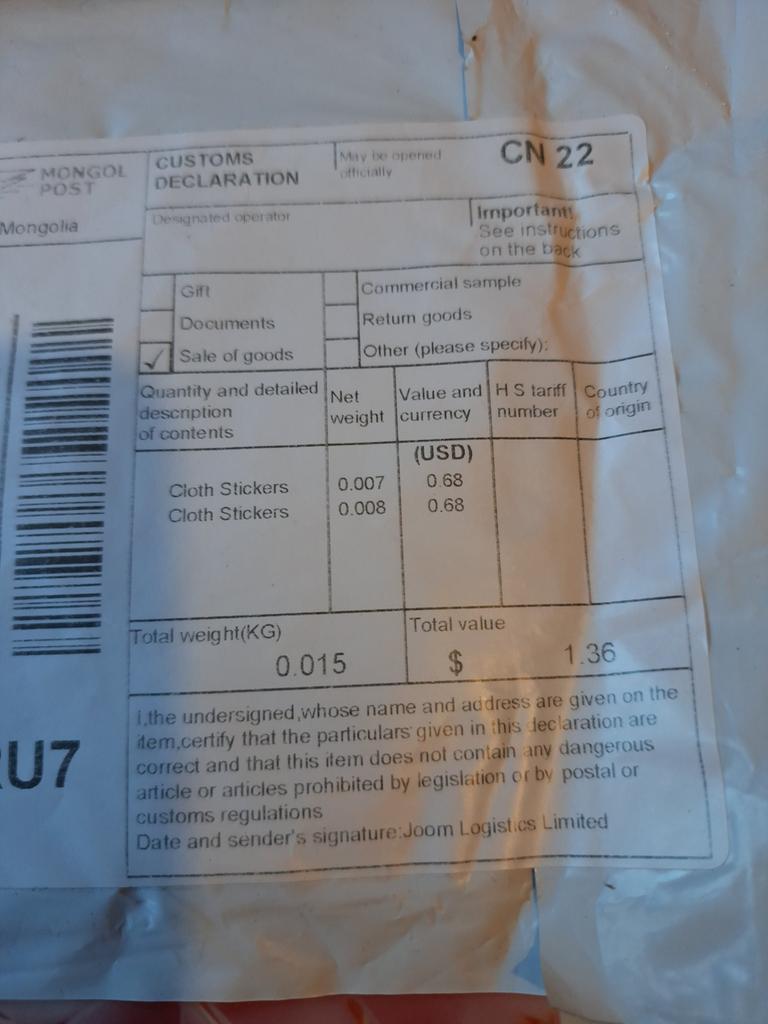 MONGOL
POST
Mongolia
CUSTOMS
DECLARATION
May be opened
officially
CN 22
Designated operator
Important!
See instructions
on the back
Gift
Commercial sample
Documents
Return goods
✓ Sale of goods
Other (please specify):
Quantity and detailed
description
of contents
Net
weight
Value and
currency
H S tariff
number
Country
of origin
(USD)
Cloth Stickers 0.007 0.68
Cloth Stickers 0.008 0.68
Total weight(KG)
0.015
Total value
$ 1.36
I,the undersigned,whose name and address are given on the
item,certify that the particulars given in this declaration are
correct and that this item does not contain any dangerous
article or articles prohibited by legislation or by postal or
customs regulations
Date and sender's signature:Joom Logistics Limited
U7